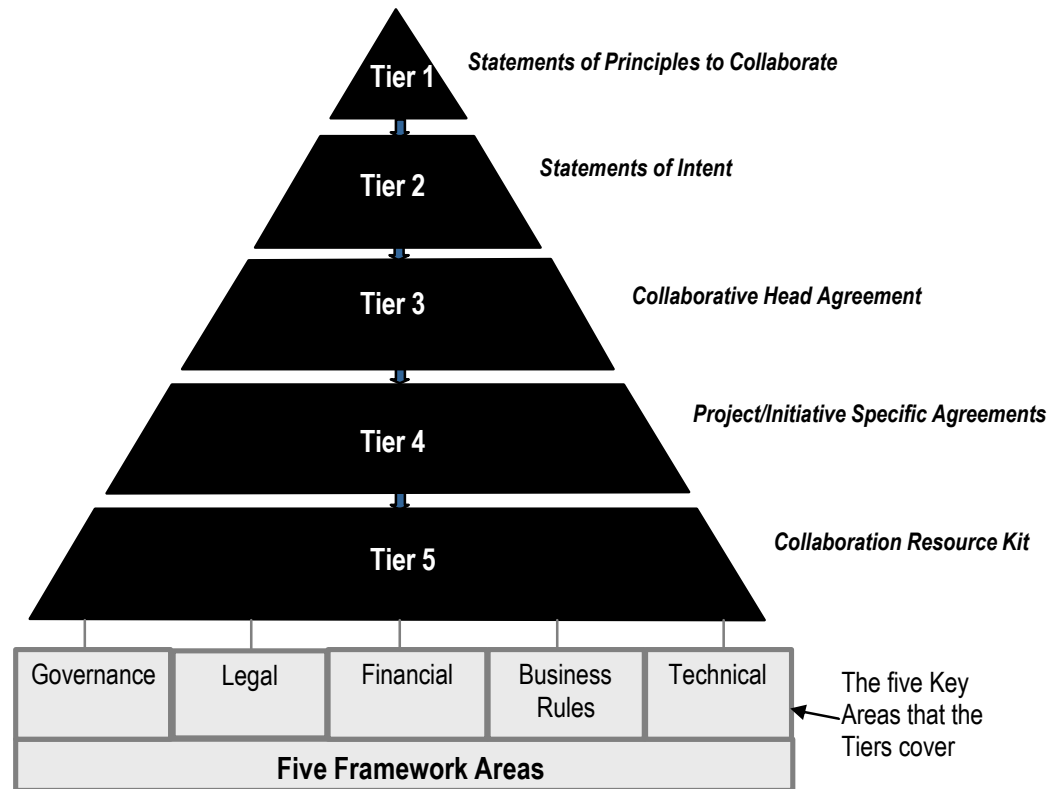 Tier 1
Statements of Principles to Collaborate
Tier 2
Statements of Intent
Tier 3
Collaborative Head Agreement
Tier 4
Project/Initiative Specific Agreements
Tier 5
Collaboration Resource Kit
Governance
Legal
Financial
Business
Rules
Technical
The five Key
Areas that the
Tiers cover
Five Framework Areas